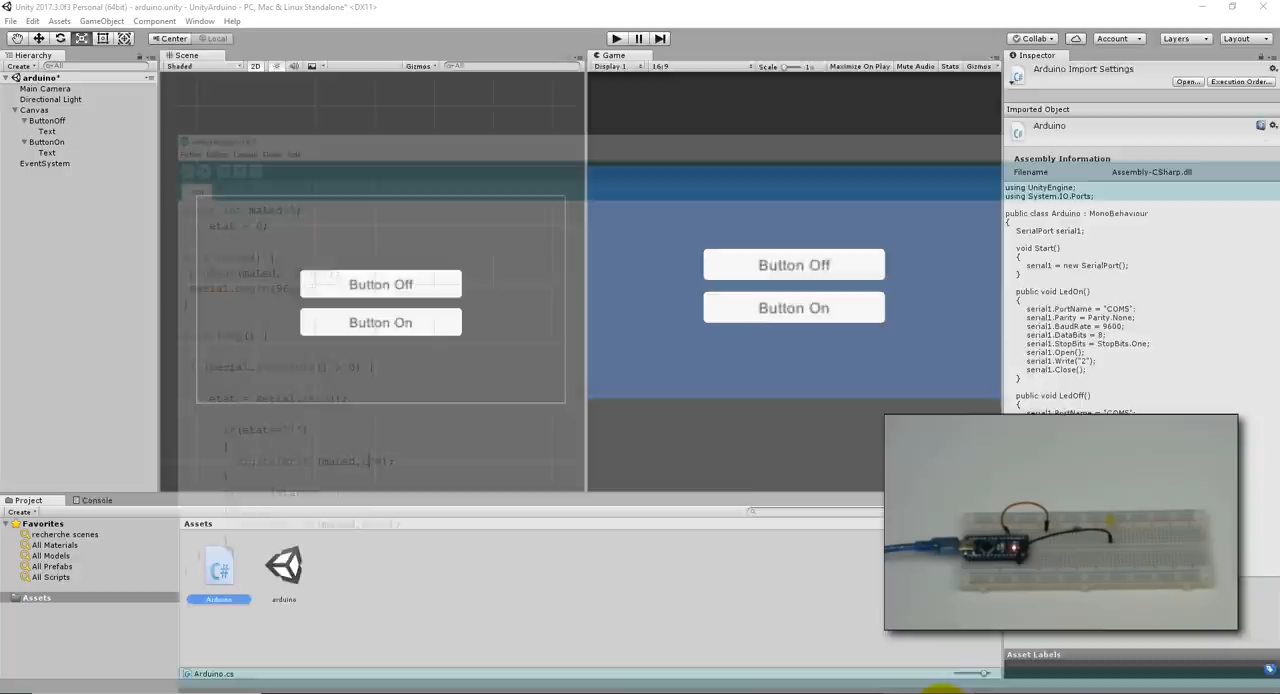 Unity 2017.3.0f3 Personal (64bit) - arduino.unity - UnityArduino - PC, Mac & Linux Standalone* <DX11>
File Edit Assets GameObject Component Window Help
Center Local
Collab Account Layers Layout
Hierarchy
Create All
arduino*
Main Camera
Directional Light
Canvas
ButtonOff
Text
ButtonOn
Text
EventSystem
Scene
Shaded 2D Gizmos All
Button Off
Button On
Game
Display 1 16:9 Scale 1x Maximize On Play Mute Audio Stats Gizmos
Button Off
Button On
Inspector
Arduino Import Settings
Open... Execution Order...
Imported Object
Arduino
Assembly Information
Filename Assembly-CSharp.dll
using UnityEngine;
using System.IO.Ports;
public class Arduino : MonoBehaviour
{
SerialPort serial1;
void Start()
{
serial1 = new SerialPort();
}
public void LedOn()
{
serial1.PortName = "COM5";
serial1.Parity = Parity.None;
serial1.BaudRate = 9600;
serial1.DataBits = 8;
serial1.StopBits = StopBits.One;
serial1.Open();
serial1.Write("2");
serial1.Close();
}
public void LedOff()
{
Project Console
Create
Favorites
recherche scenes
All Materials
All Models
All Prefabs
All Scripts
Assets
Assets
C#
Arduino arduino
Arduino.cs
Asset Labels